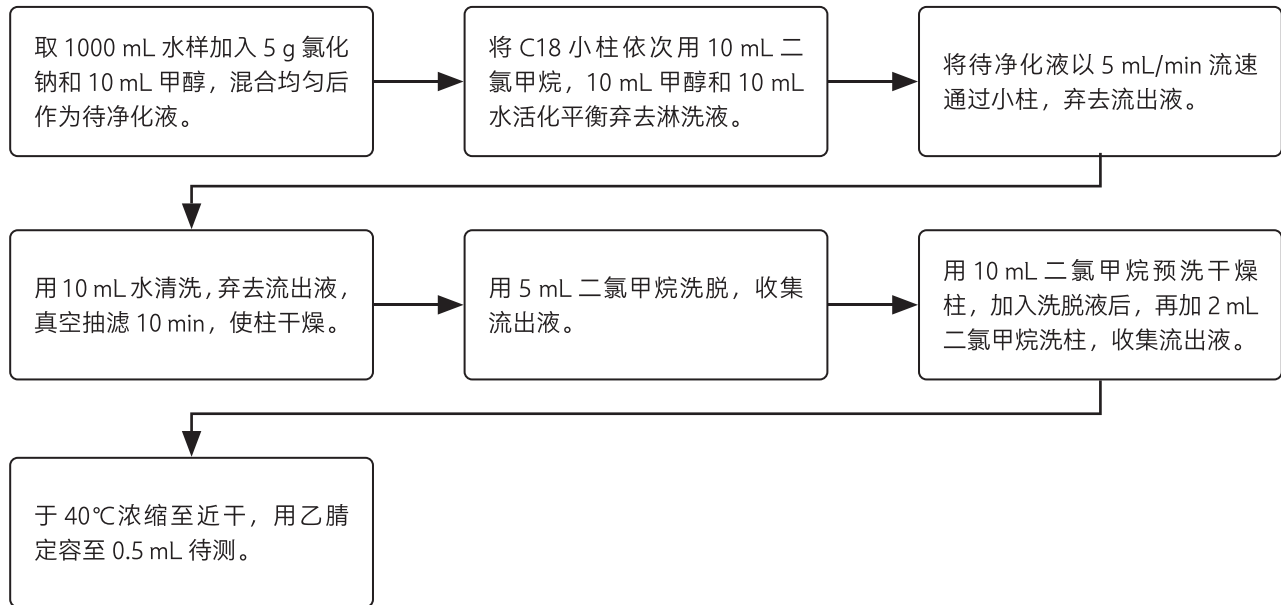 取 1000 mL 水样加入 5 g 氯化
钠和 10 mL 甲醇，混合均匀后
作为待净化液。
将 C18 小柱依次用 10 mL 二
氯甲烷，10 mL 甲醇和 10 mL
水活化平衡弃去淋洗液。
将待净化液以 5 mL/min 流速
通过小柱，弃去流出液。
用 10 mL 水清洗，弃去流出液，
真空抽滤 10 min，使柱干燥。
用 5 mL 二氯甲烷洗脱，收集
流出液。
用 10 mL 二氯甲烷预洗干燥
柱，加入洗脱液后，再加 2 mL
二氯甲烷洗柱，收集流出液。
于 40℃浓缩至近干，用乙腈
定容至 0.5 mL 待测。